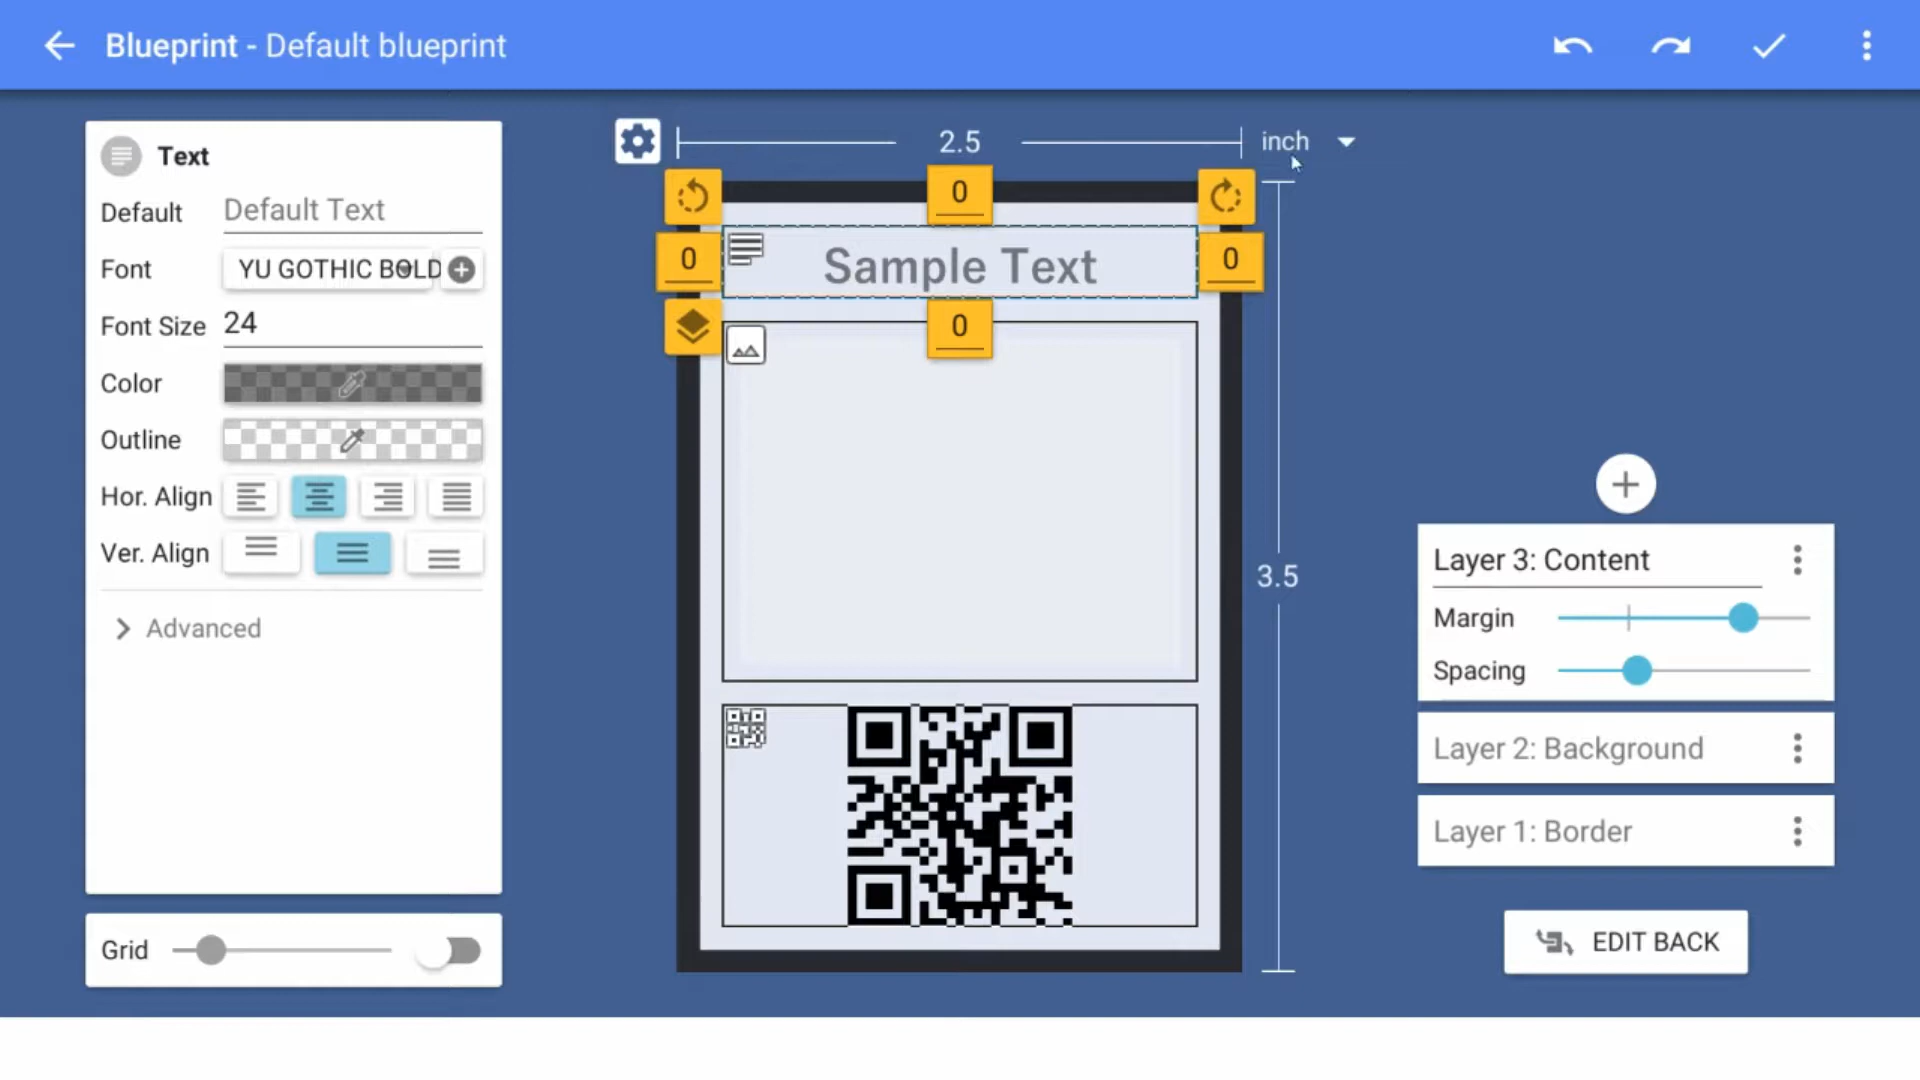 Blueprint - Default blueprint
Text
Default
Default Text
Font
YU GOTHIC BOLD
Font Size
24
Color
Outline
Hor. Align
Ver. Align
Advanced
Grid
2.5
inch
0
0
Sample Text
0
0
3.5
Layer 3: Content
Margin
Spacing
Layer 2: Background
Layer 1: Border
EDIT BACK